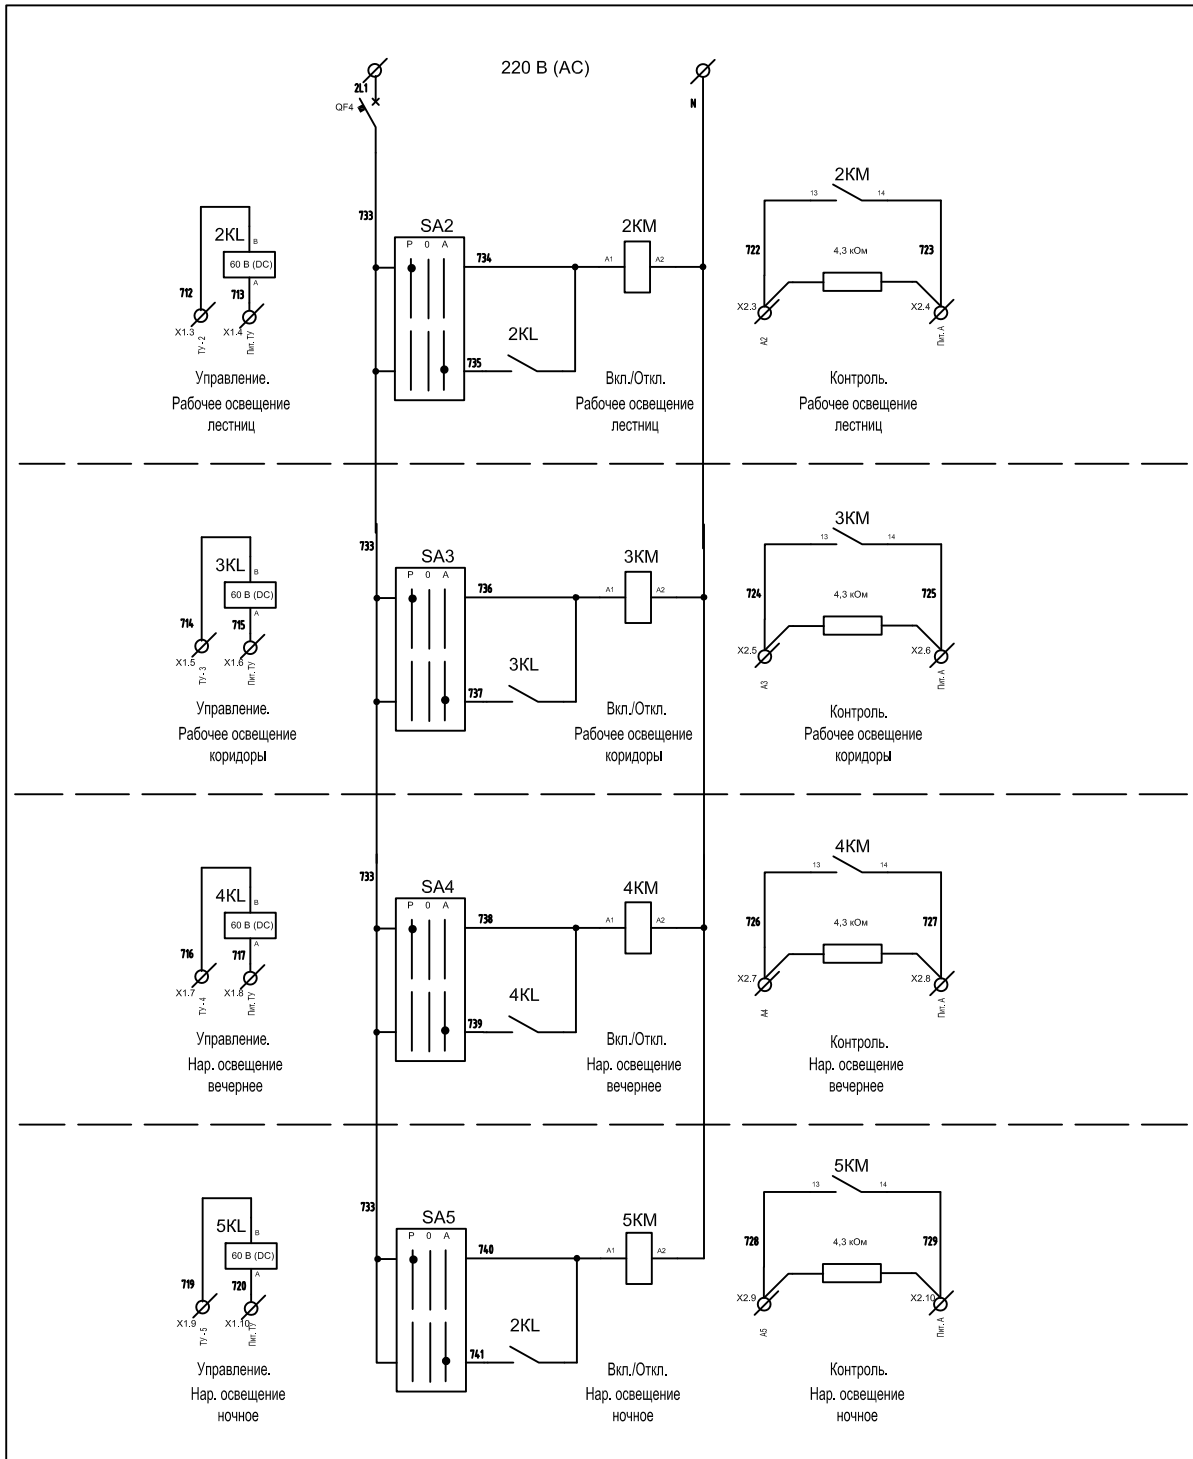 220 В (AC)
2L1
QF4
N
733
SA2
P 0 A
734
735
2KL
2KM
A1 A2
2KL
B
60 В (DC)
A
712
713
X1.3
X1.4
ТУ - 2
Пит. ТУ
Управление.
Рабочее освещение
лестниц
Вкл./Откл.
Рабочее освещение
лестниц
2KM
13 14
722
4,3 кОм
723
X2.3
X2.4
A2
Пит. А
Контроль.
Рабочее освещение
лестниц
733
SA3
P 0 A
736
737
3KL
3KM
A1 A2
3KL
B
60 В (DC)
A
714
715
X1.5
X1.6
ТУ - 3
Пит. ТУ
Управление.
Рабочее освещение
коридоры
Вкл./Откл.
Рабочее освещение
коридоры
3KM
13 14
724
4,3 кОм
725
X2.5
X2.6
A3
Пит. А
Контроль.
Рабочее освещение
коридоры
733
SA4
P 0 A
738
739
4KL
4KM
A1 A2
4KL
B
60 В (DC)
A
716
717
X1.7
X1.8
ТУ - 4
Пит. ТУ
Управление.
Нар. освещение
вечернее
Вкл./Откл.
Нар. освещение
вечернее
4KM
13 14
726
4,3 кОм
727
X2.7
X2.8
A4
Пит. А
Контроль.
Нар. освещение
вечернее
733
SA5
P 0 A
740
741
2KL
5KM
A1 A2
5KL
B
60 В (DC)
A
719
720
X1.9
X1.10
ТУ - 5
Пит. ТУ
Управление.
Нар. освещение
ночное
Вкл./Откл.
Нар. освещение
ночное
5KM
13 14
728
4,3 кОм
729
X2.9
X2.10
A5
Пит. А
Контроль.
Нар. освещение
ночное